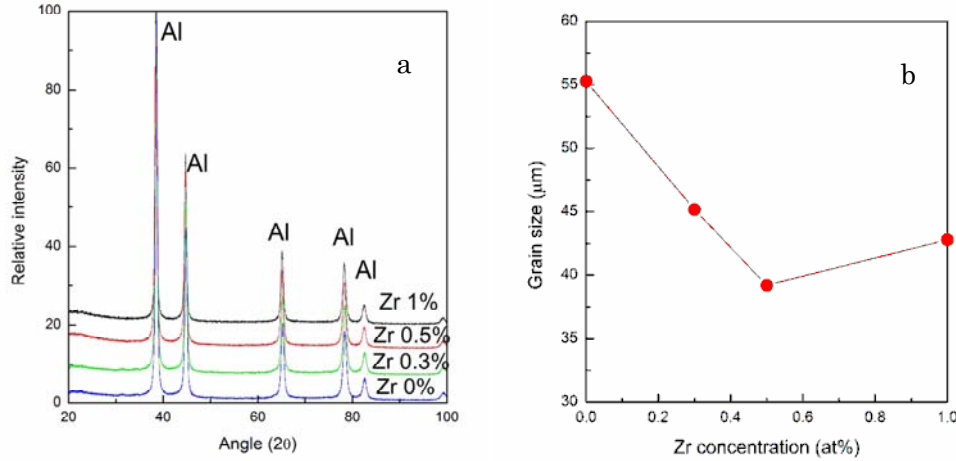 100
80
60
40
20
0
Relative intensity
Al
Al
Al
Al
Al
a
Zr 1%
Zr 0.5%
Zr 0.3%
Zr 0%
20
40
60
80
100
Angle (2θ)
60
55
50
45
40
35
30
Grain size (μm)
b
0.0
0.2
0.4
0.6
0.8
1.0
Zr concentration (at%)